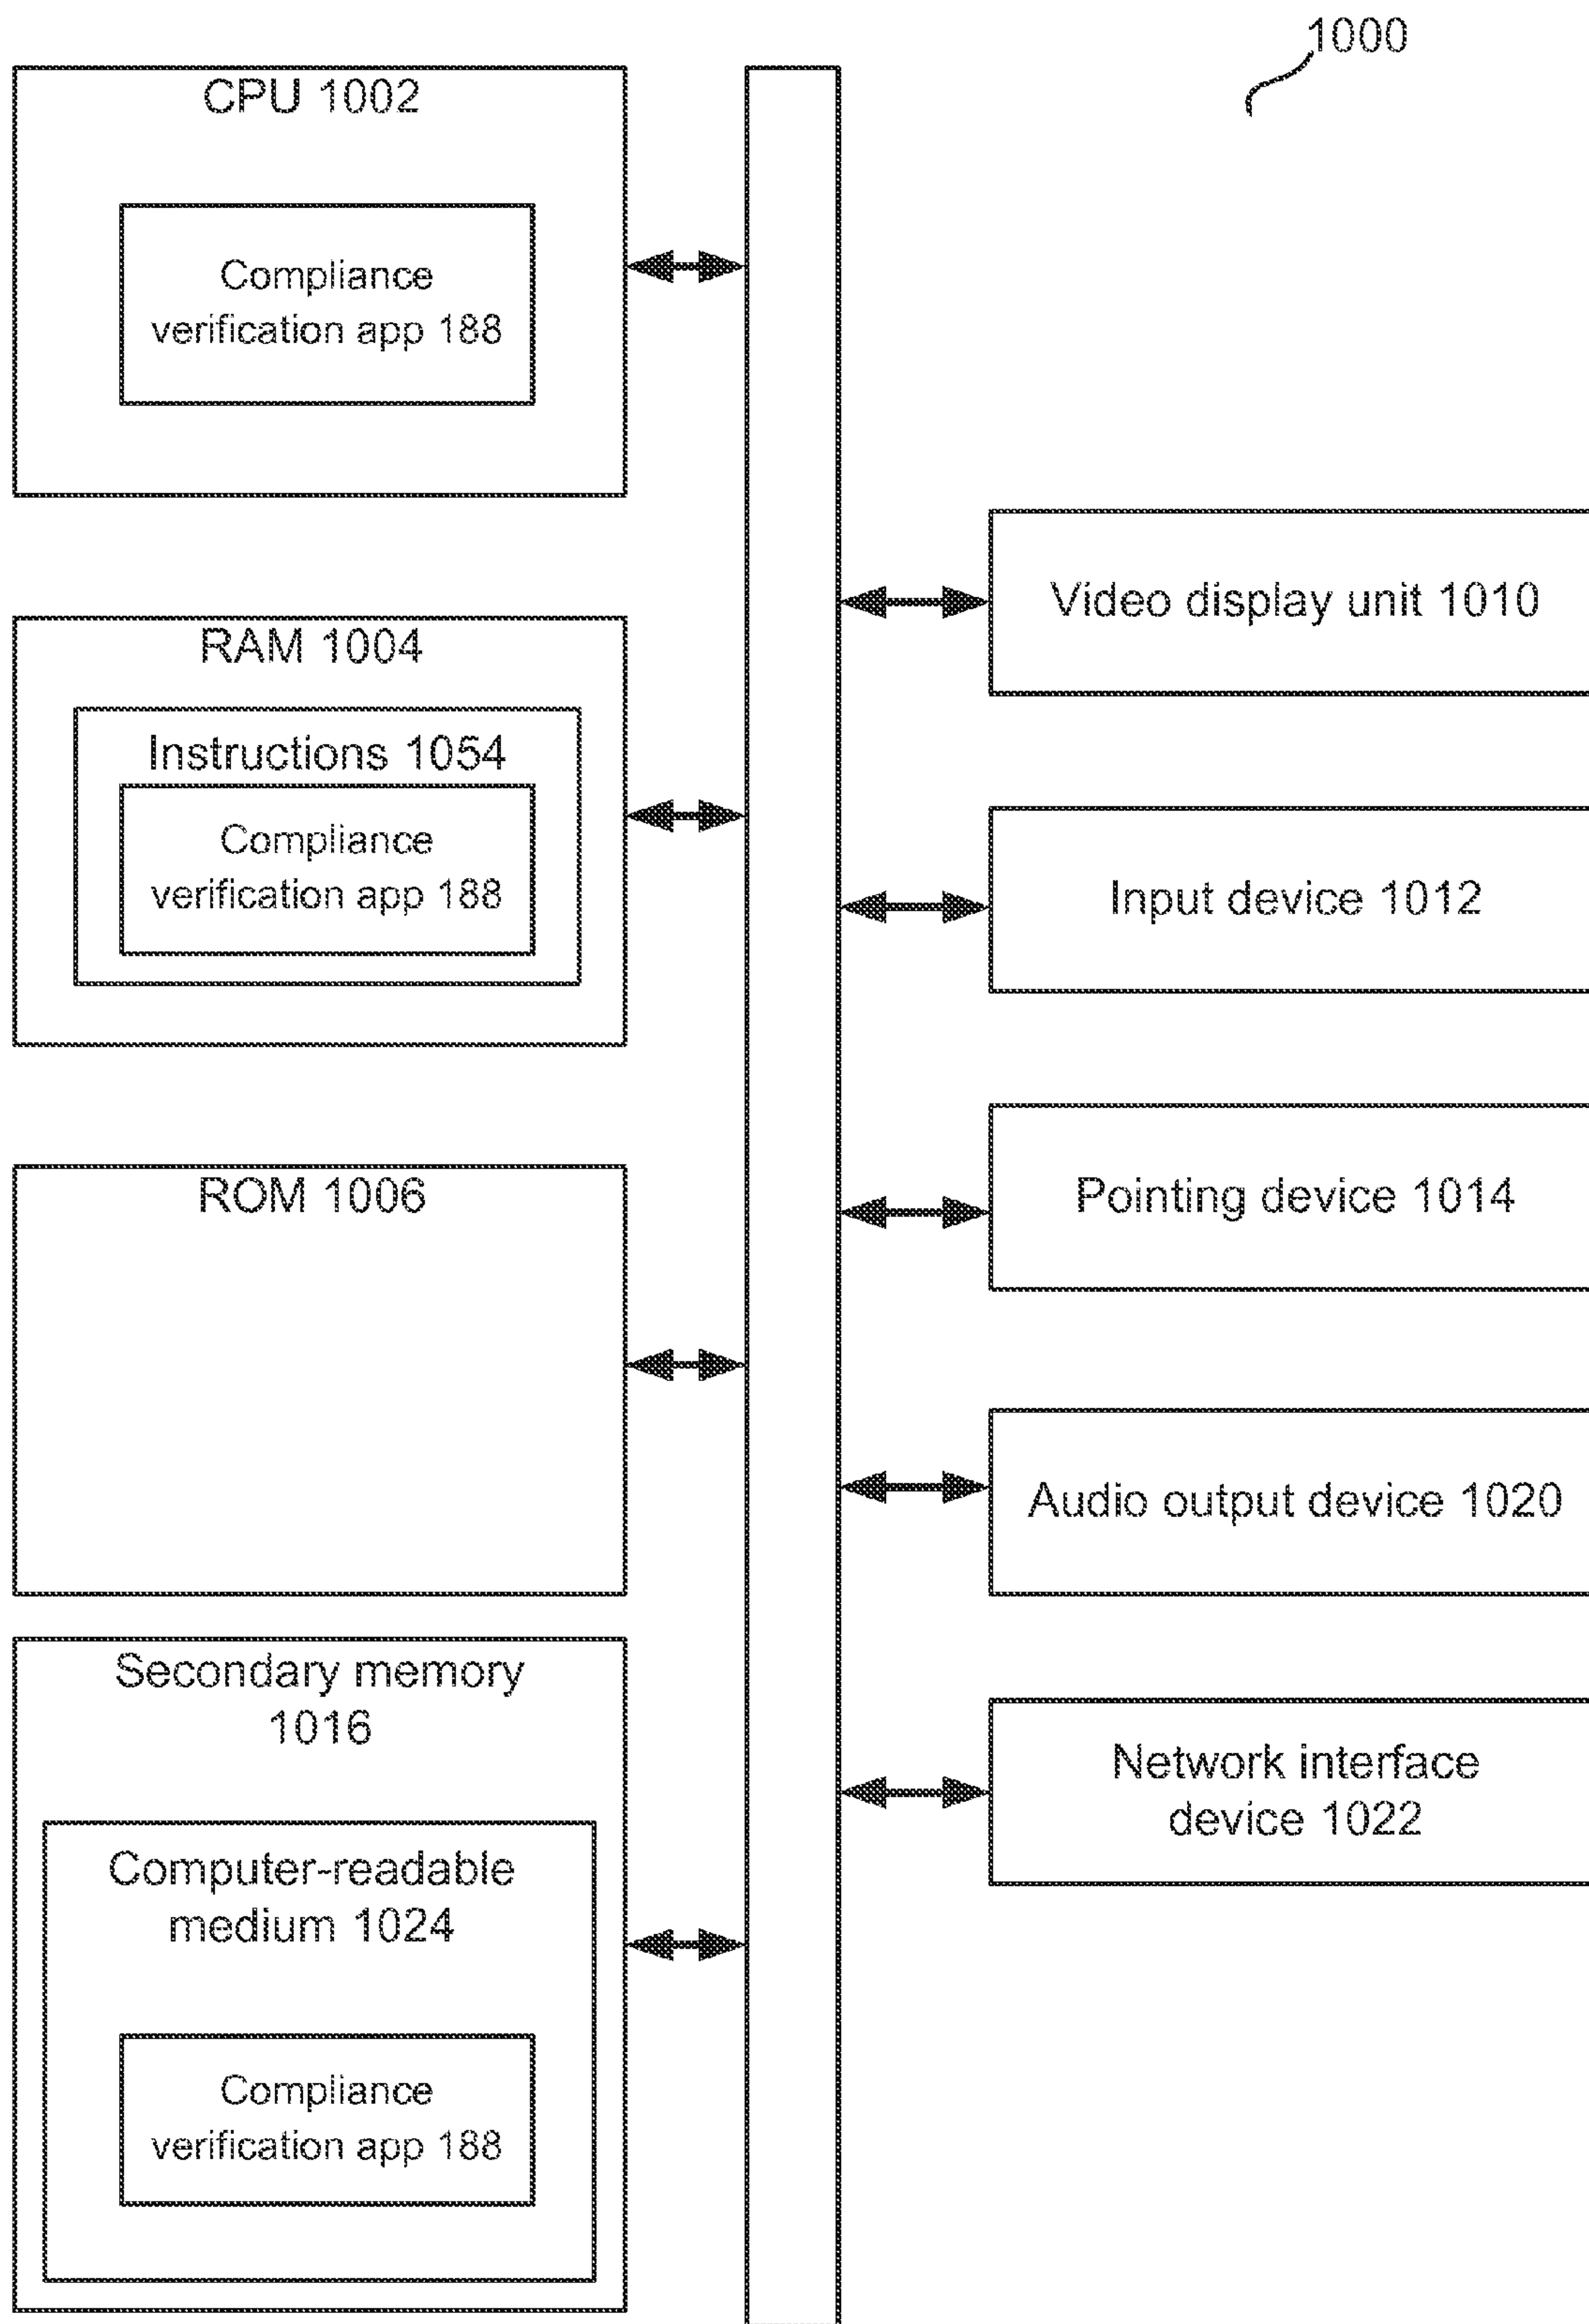 1000
CPU 1002
Compliance
verification app 188
RAM 1004
Instructions 1054
Compliance
verification app 188
ROM 1006
Secondary memory
1016
Computer-readable
medium 1024
Compliance
verification app 188
Video display unit 1010
Input device 1012
Pointing device 1014
Audio output device 1020
Network interface
device 1022